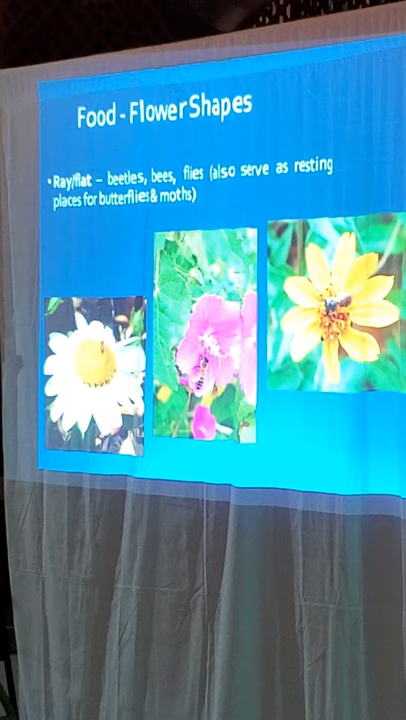 Food - Flower Shapes
• Ray/flat – beetles, bees, flies (also serve as resting
places for butterflies & moths)